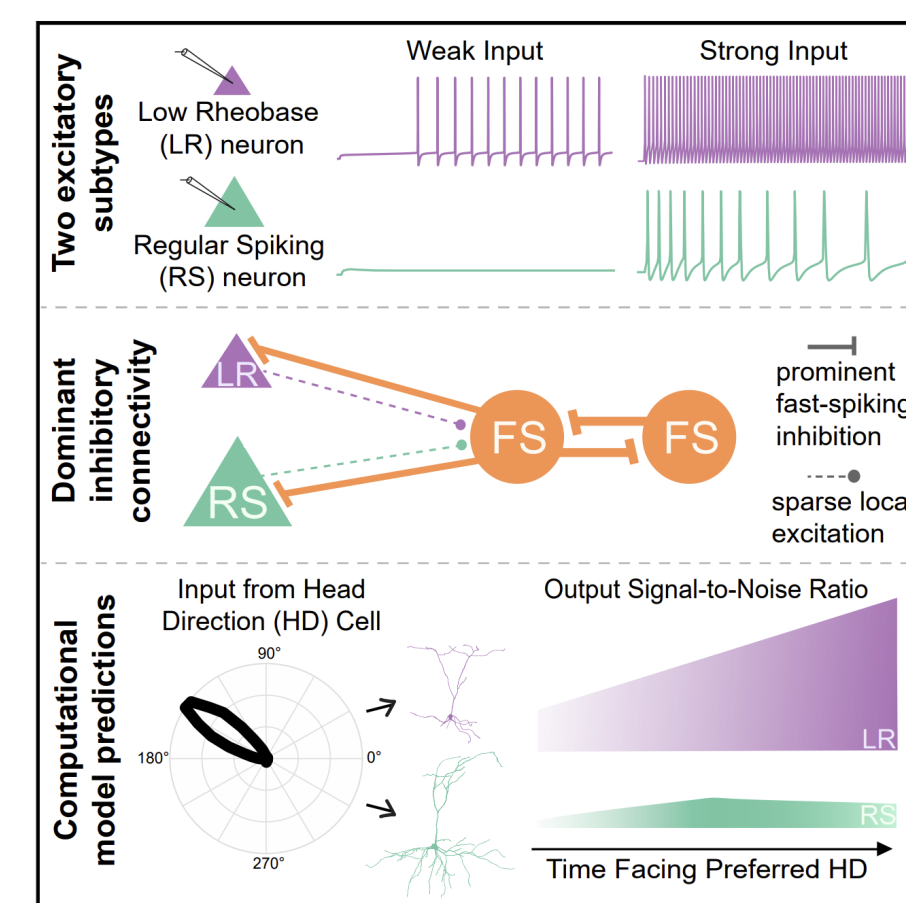 Two excitatory
subtypes
Weak Input
Strong Input
Low Rheobase
(LR) neuron
Regular Spiking
(RS) neuron
Dominant
inhibitory
connectivity
LR
RS
FS
FS
prominent
fast-spiking
inhibition
sparse loca
excitation
Computational
model predictions
Input from Head
Direction (HD) Cell
90°
180°
0°
270°
Output Signal-to-Noise Ratio
LR
RS
Time Facing Preferred HD